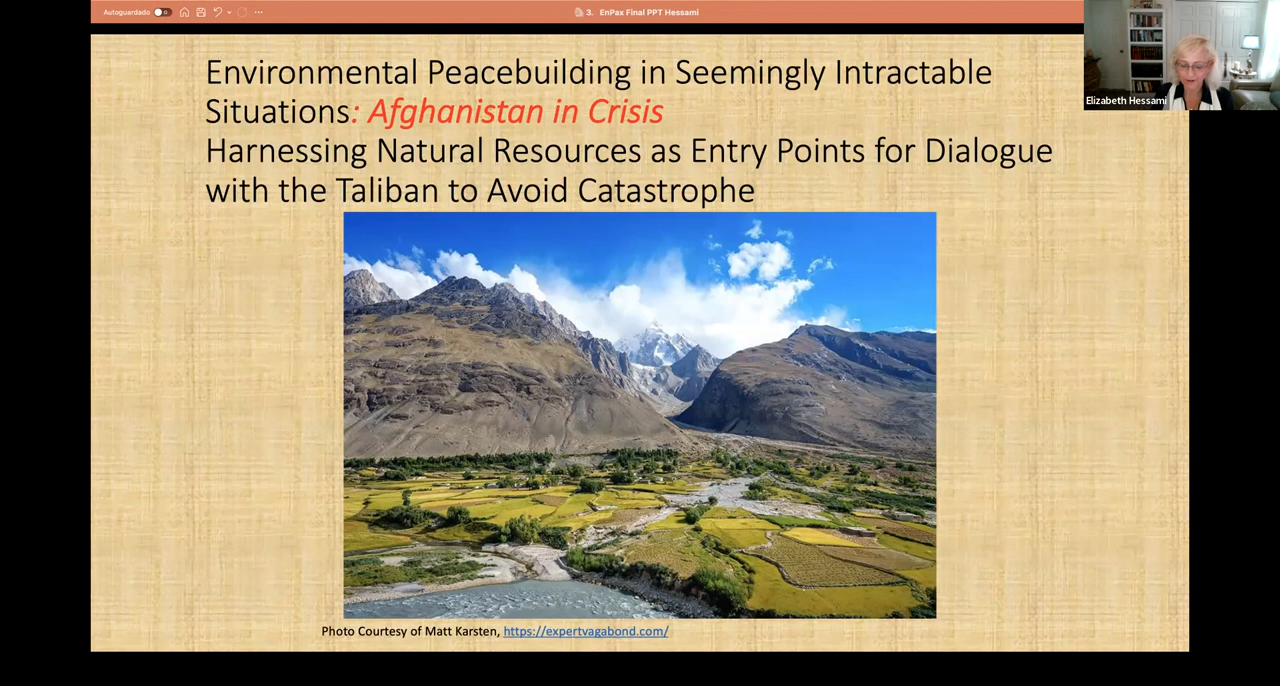 Autoguardado
3. EnPax Final PPT Hessami
Elizabeth Hessami
Environmental Peacebuilding in Seemingly Intractable
Situations: Afghanistan in Crisis
Harnessing Natural Resources as Entry Points for Dialogue
with the Taliban to Avoid Catastrophe
Photo Courtesy of Matt Karsten, https://expertvagabond.com/